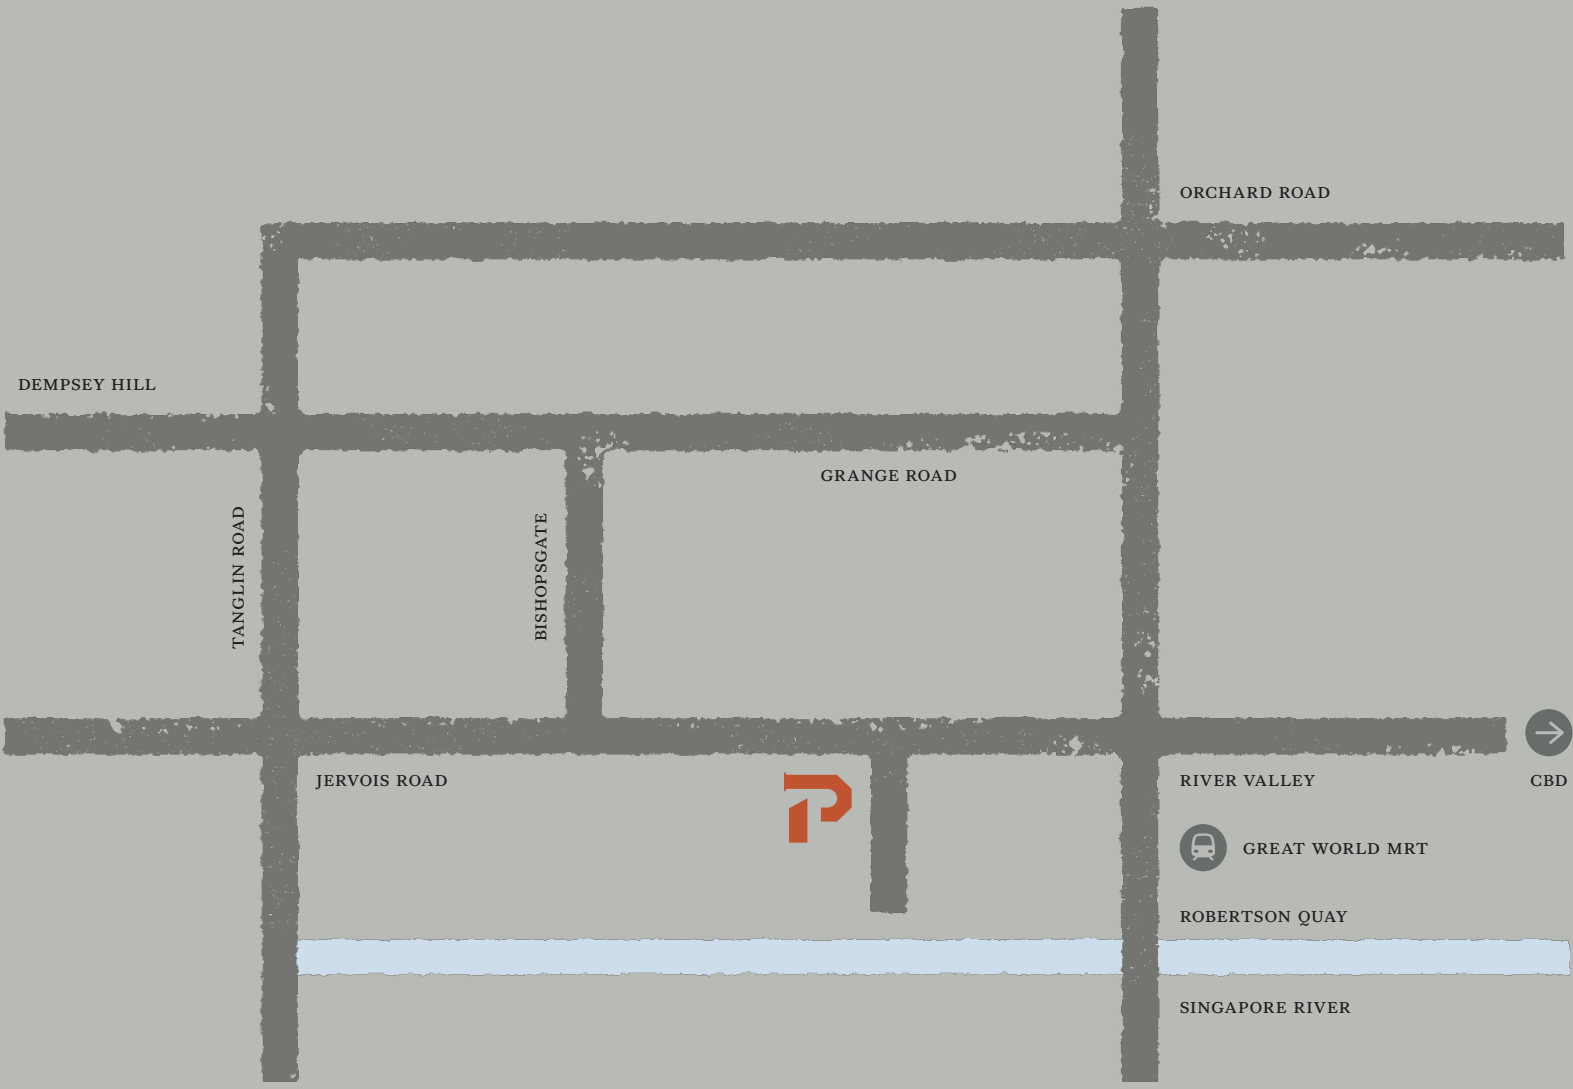 ORCHARD ROAD
DEMPSEY HILL
GRANGE ROAD
TANGLIN ROAD
BISHOPSGATE
JERVOIS ROAD
P
RIVER VALLEY
CBD
GREAT WORLD MRT
ROBERTSON QUAY
SINGAPORE RIVER